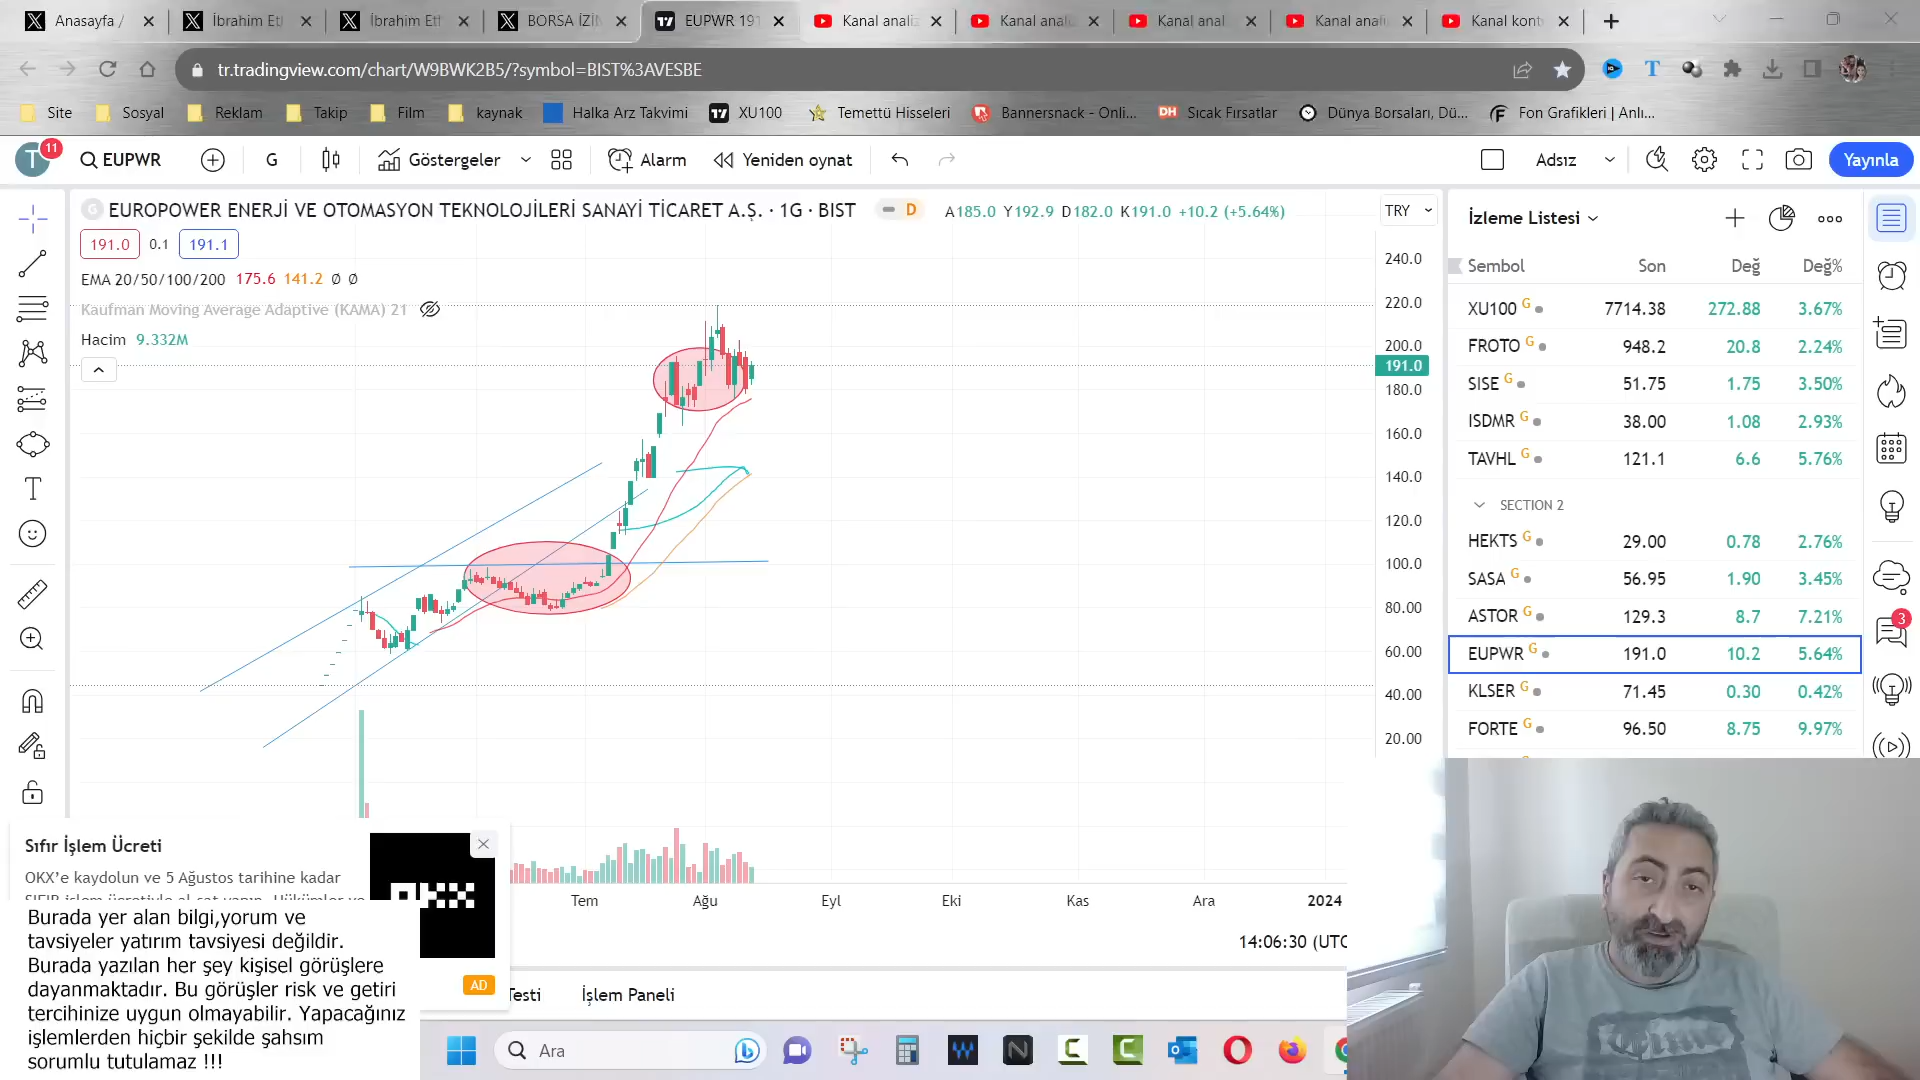 Anasayfa /
İbrahim Etl
İbrahim Etl
BORSA İZİN
EUPWR 191
Kanal analiz
Kanal analiz
Kanal anal
Kanal analiz
Kanal kont
tr.tradingview.com/chart/W9BWK2B5/?symbol=BIST%3AVESBE
Site
Sosyal
Reklam
Takip
Film
kaynak
Halka Arz Takvimi
XU100
Temettü Hisseleri
Bannersnack - Onli...
DH Sıcak Fırsatlar
Dünya Borsaları, Dü...
Fon Grafikleri | Anlı...
T 11
EUPWR
G
Göstergeler
Alarm
Yeniden oynat
Adsız
Yayınla
EUROPOWER ENERJİ VE OTOMASYON TEKNOLOJİLERİ SANAYİ TİCARET A.Ş. · 1G · BIST
D
A185.0 Y192.9 D182.0 K191.0 +10.2 (+5.64%)
TRY
191.0 0.1 191.1
EMA 20/50/100/200 175.6 141.2 Ø Ø
Kaufman Moving Average Adaptive (KAMA) 21
Hacim 9.332M
240.0
220.0
200.0
191.0
180.0
160.0
140.0
120.0
100.0
80.00
60.00
40.00
20.00
Tem
Ağu
Eyl
Eki
Kas
Ara
2024
14:06:30 (UTC
İzleme Listesi
Sembol Son Değ Değ%
XU100 G 7714.38 272.88 3.67%
FROTO G 948.2 20.8 2.24%
SISE G 51.75 1.75 3.50%
ISDMR G 38.00 1.08 2.93%
TAVHL G 121.1 6.6 5.76%
SECTION 2
HEKTS G 29.00 0.78 2.76%
SASA G 56.95 1.90 3.45%
ASTOR G 129.3 8.7 7.21%
EUPWR G 191.0 10.2 5.64%
KLSER G 71.45 0.30 0.42%
FORTE G 96.50 8.75 9.97%
3
Sıfır İşlem Ücreti
OKX'e kaydolun ve 5 Ağustos tarihine kadar
AD
Burada yer alan bilgi,yorum ve
tavsiyeler yatırım tavsiyesi değildir.
Burada yazılan her şey kişisel görüşlere
dayanmaktadır. Bu görüşler risk ve getiri
tercihinize uygun olmayabilir. Yapacağınız
işlemlerden hiçbir şekilde şahsım
sorumlu tutulamaz !!!
Testi
İşlem Paneli
Ara